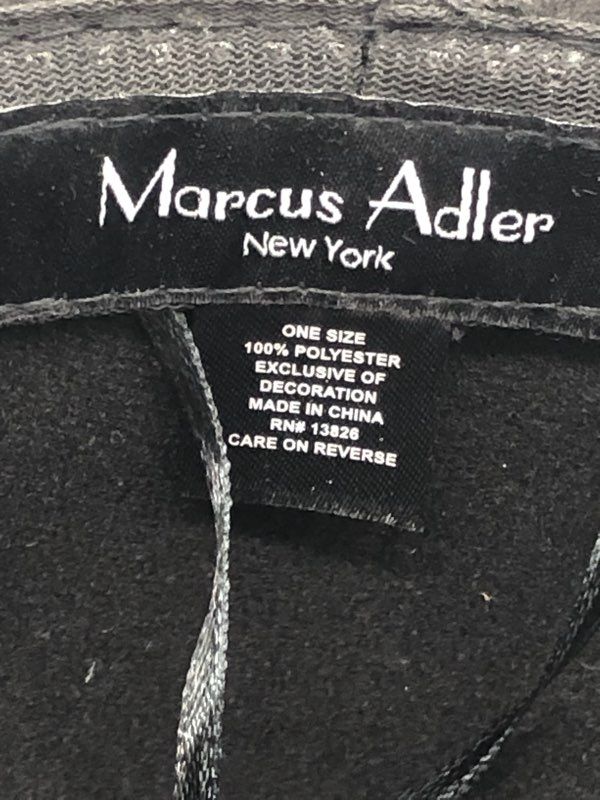 Marcus Adler
New York
ONE SIZE
100% POLYESTER
EXCLUSIVE OF
DECORATION
MADE IN CHINA
RN# 13826
CARE ON REVERSE